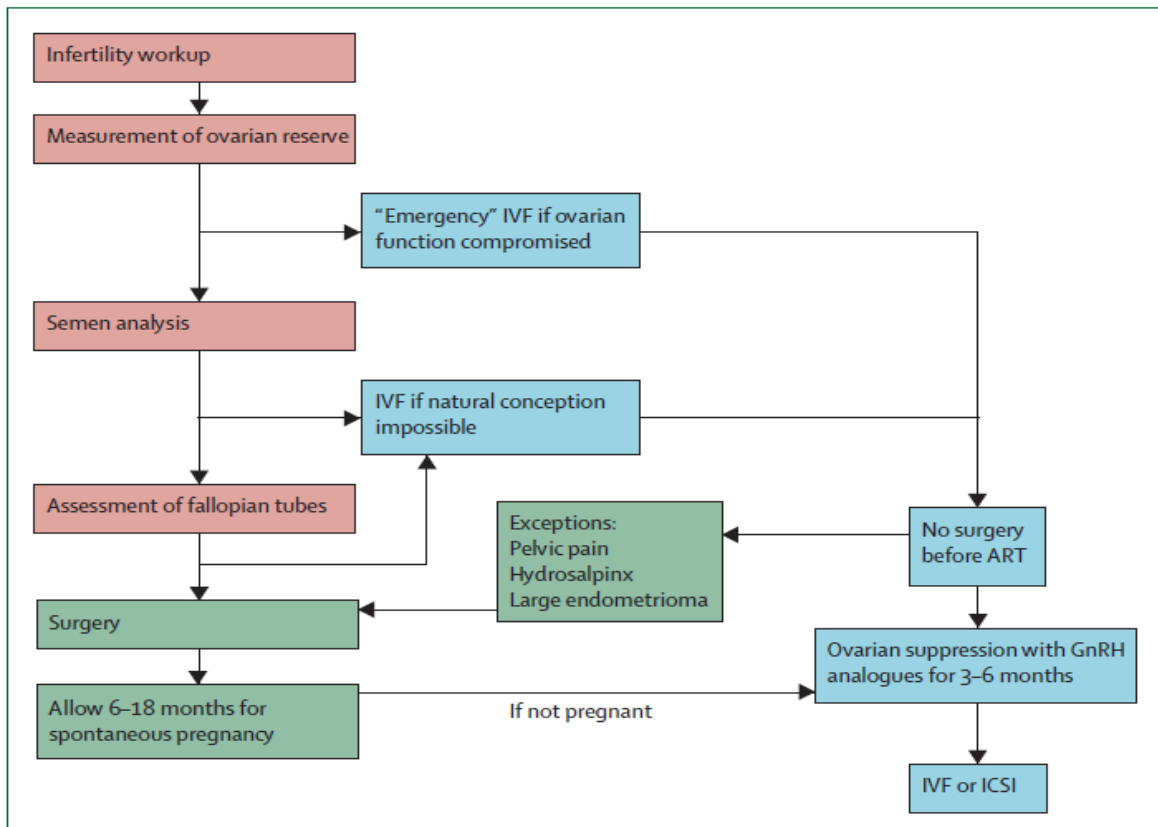 Infertility workup
Measurement of ovarian reserve
“Emergency” IVF if ovarian
function compromised
Semen analysis
IVF if natural conception
impossible
Assessment of fallopian tubes
Exceptions:
Pelvic pain
Hydrosalpinx
Large endometrioma
No surgery
before ART
Surgery
Ovarian suppression with GnRH
analogues for 3–6 months
Allow 6–18 months for
spontaneous pregnancy
If not pregnant
IVF or ICSI